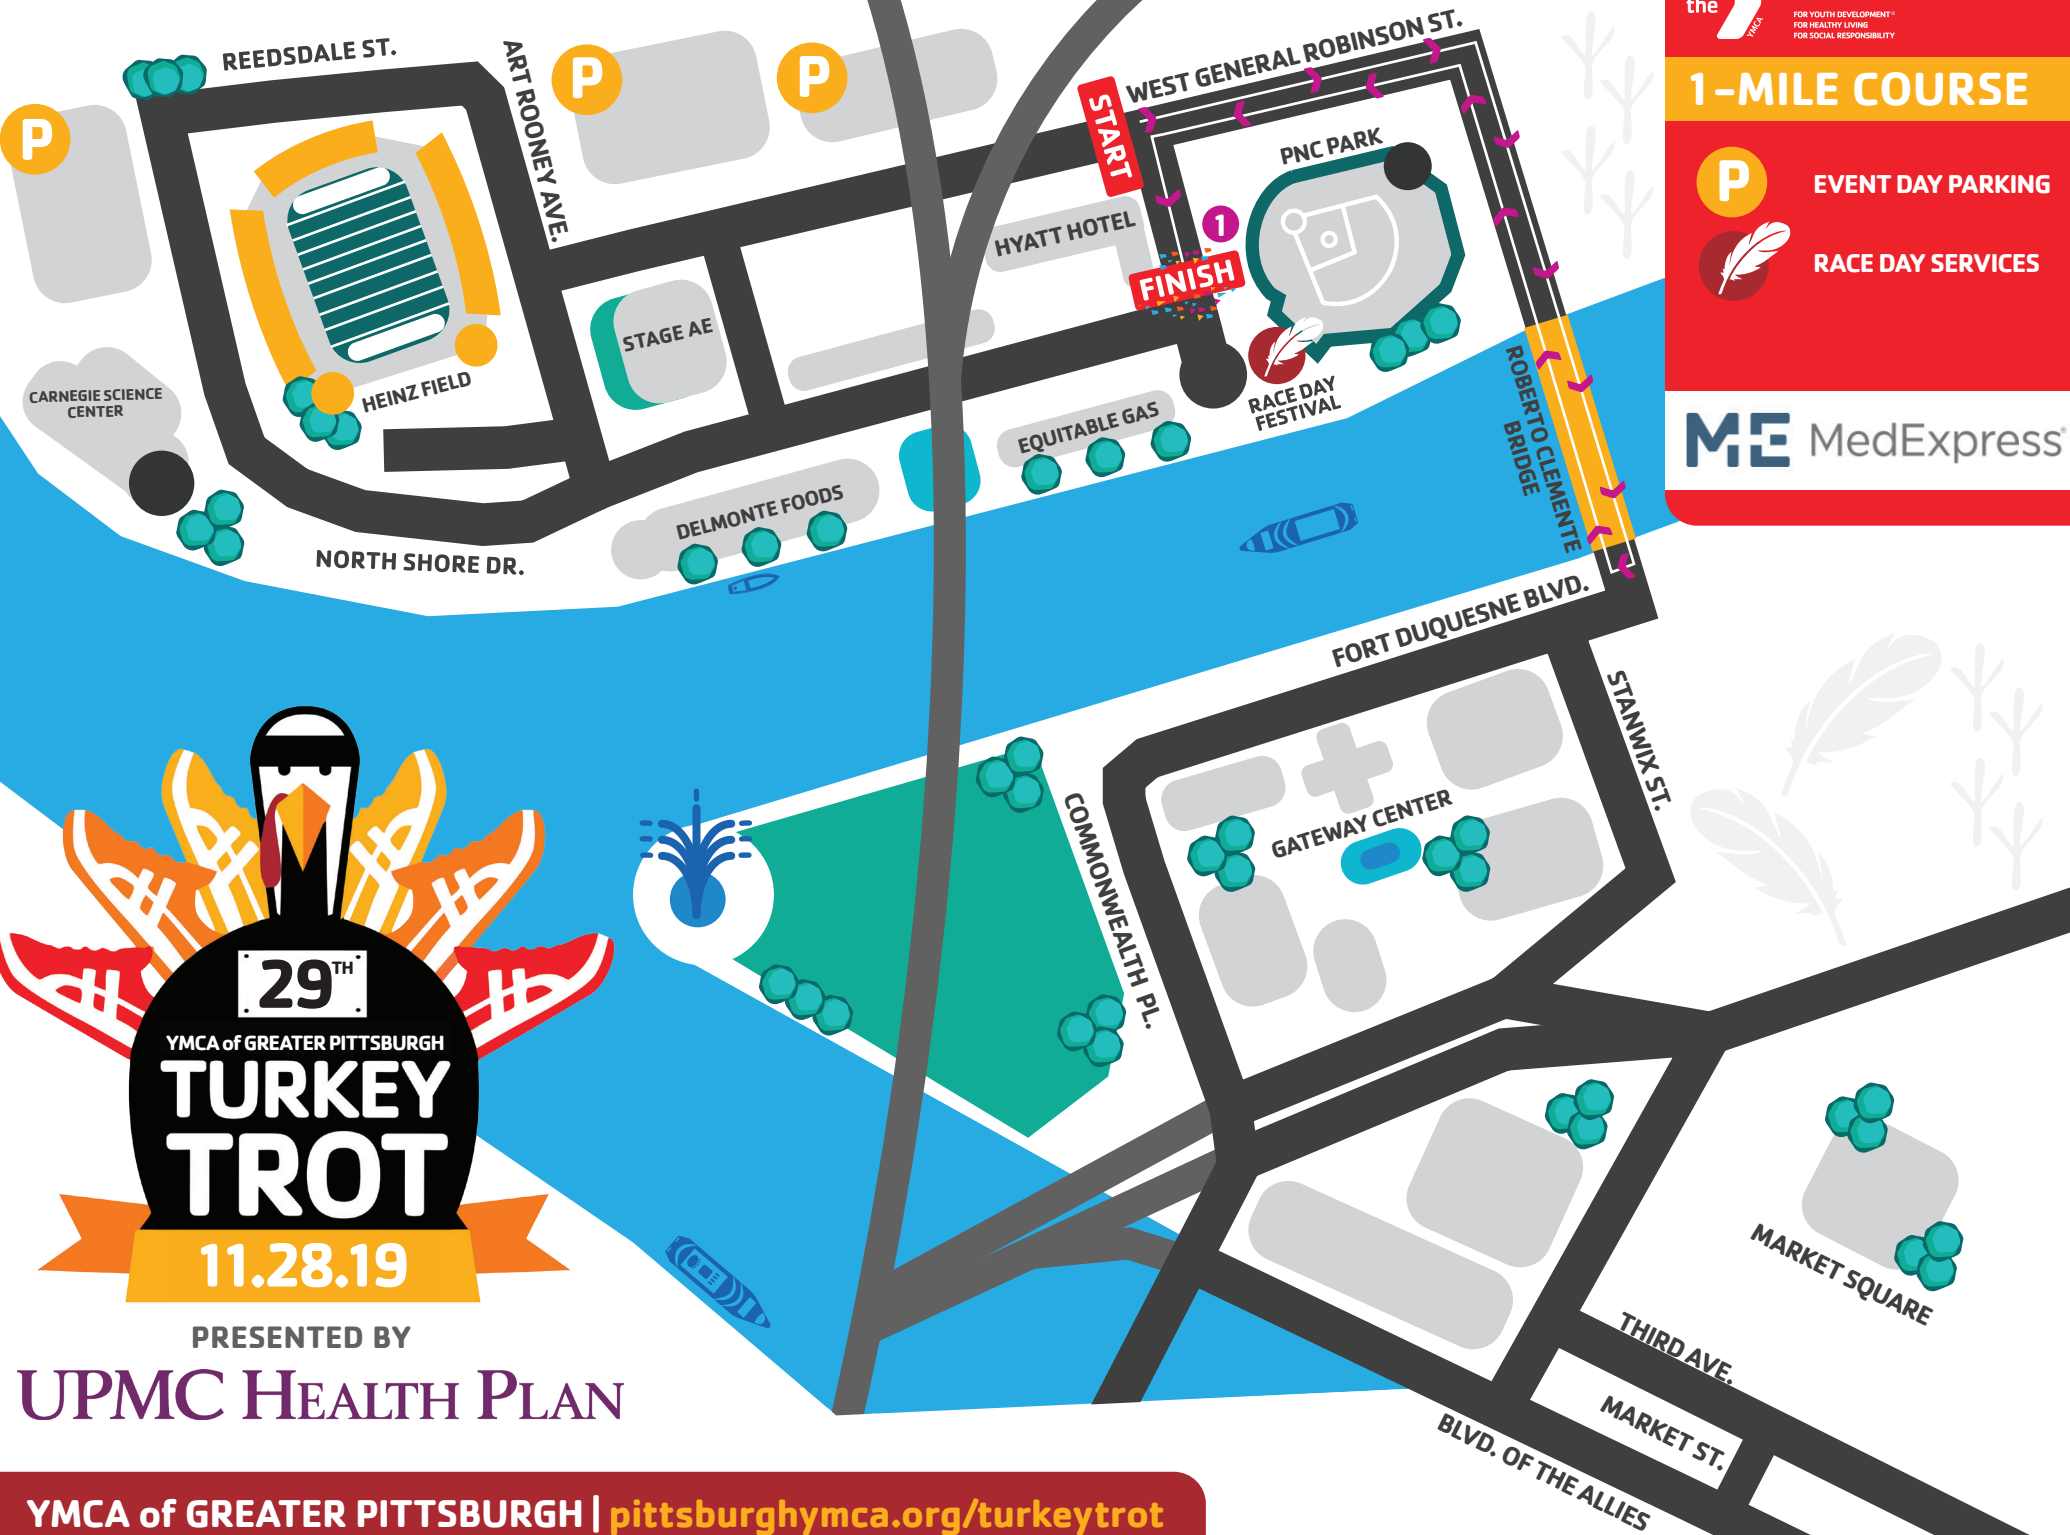 REEDSDALE ST.
ART ROONEY AVE.
P
P
P
WEST GENERAL ROBINSON ST.
START
PNC PARK
HYATT HOTEL
1
FINISH
STAGE AE
HEINZ FIELD
CARNEGIE SCIENCE
CENTER
RACE DAY
FESTIVAL
EQUITABLE GAS
DELMONTE FOODS
NORTH SHORE DR.
ROBERTO CLEMENTE
BRIDGE
FORT DUQUESNE BLVD.
STANWIX ST.
GATEWAY CENTER
COMMONWEALTH PL.
MARKET SQUARE
THIRD AVE.
MARKET ST.
BLVD. OF THE ALLIES
the
YMCA
FOR YOUTH DEVELOPMENT®
FOR HEALTHY LIVING
FOR SOCIAL RESPONSIBILITY
1-MILE COURSE
P EVENT DAY PARKING
RACE DAY SERVICES
ME MedExpress®
29TH
YMCA of GREATER PITTSBURGH
TURKEY
TROT
11.28.19
PRESENTED BY
UPMC HEALTH PLAN
YMCA of GREATER PITTSBURGH | pittsburghymca.org/turkeytrot